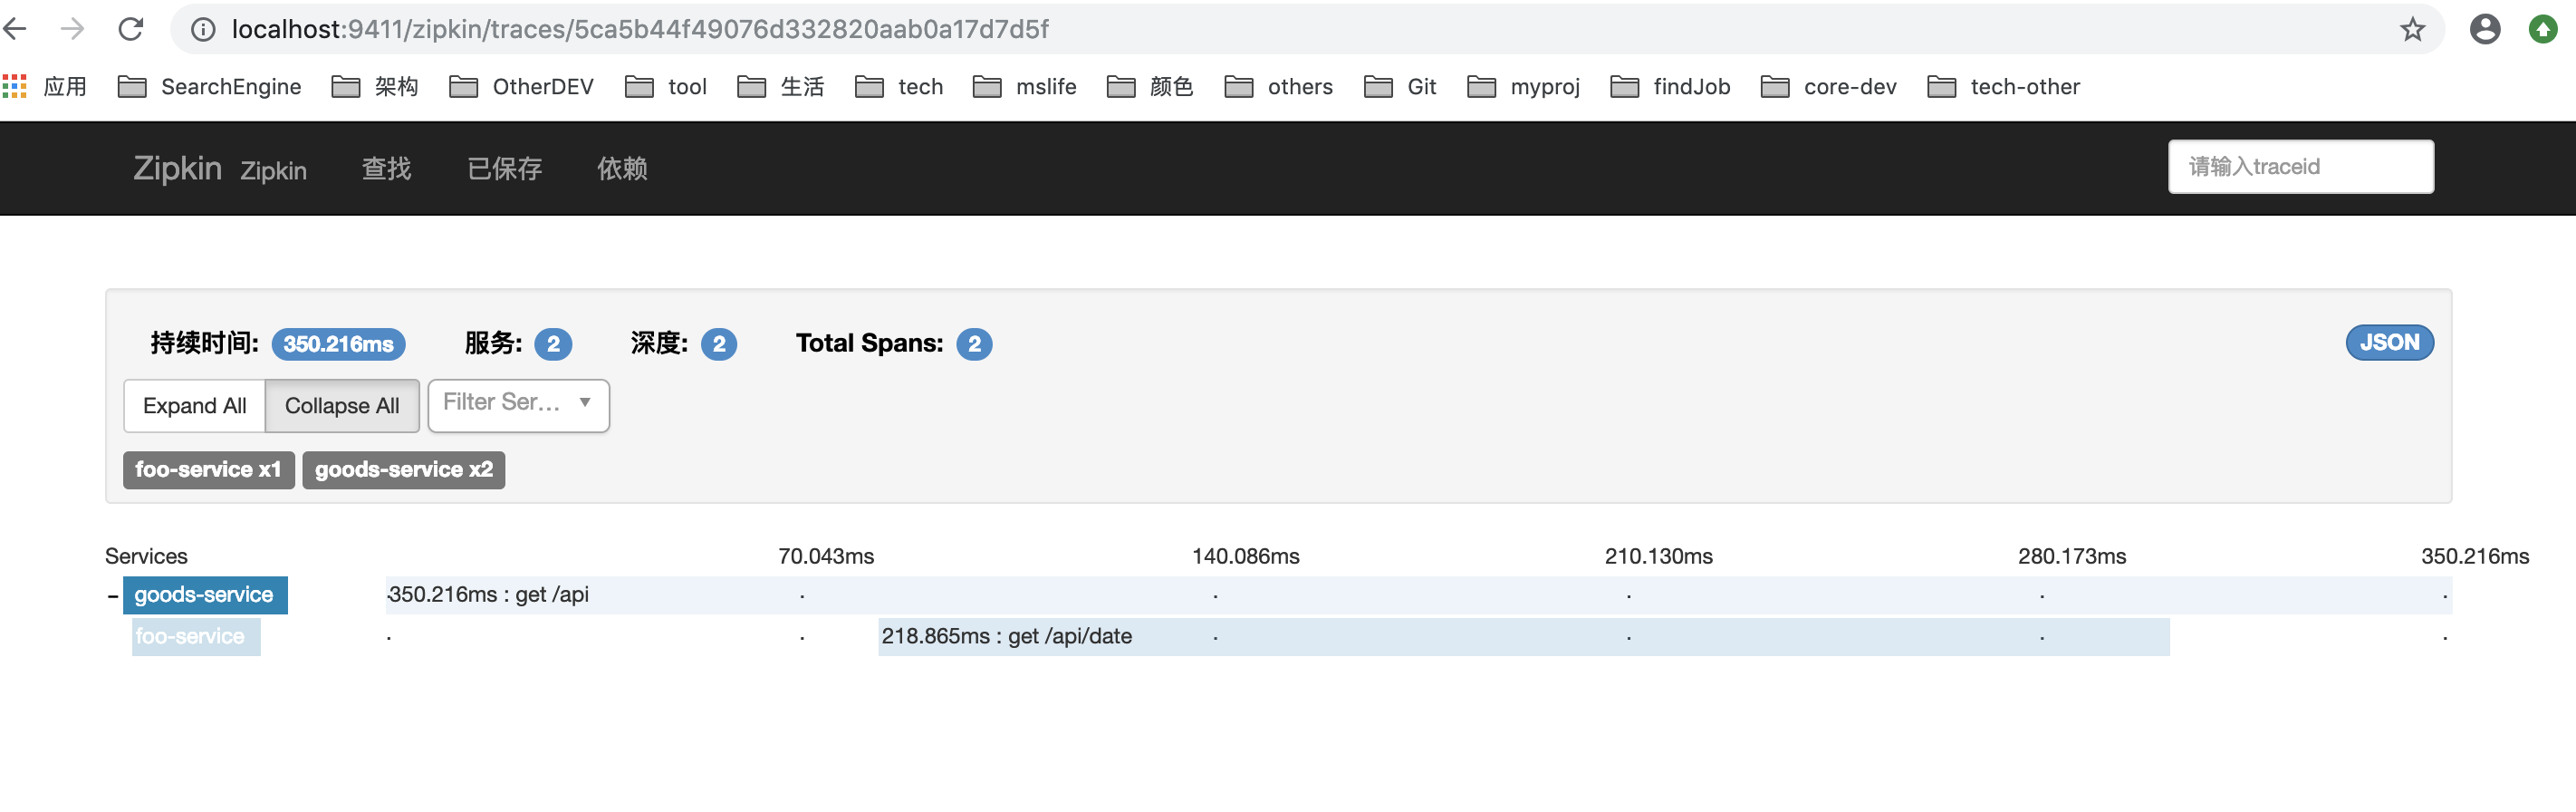 localhost:9411/zipkin/traces/5ca5b44f49076d332820aab0a17d7d5f
应用 SearchEngine 架构 OtherDEV tool 生活 tech mslife 颜色 others Git myproj findJob core-dev tech-other
Zipkin Zipkin 查找 已保存 依赖 请输入traceid
持续时间: 350.216ms 服务: 2 深度: 2 Total Spans: 2 JSON
Expand All Collapse All Filter Ser...
foo-service x1 goods-service x2
Services 70.043ms 140.086ms 210.130ms 280.173ms 350.216ms
- goods-service 350.216ms : get /api
foo-service 218.865ms : get /api/date